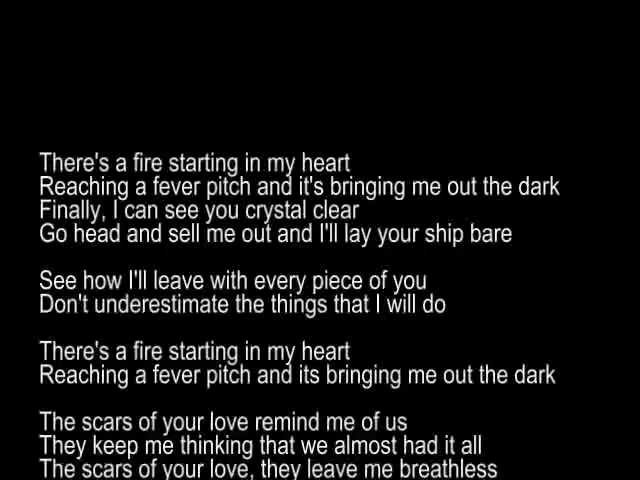 There's a fire starting in my heart
Reaching a fever pitch and it's bringing me out the dark
Finally, I can see you crystal clear
Go head and sell me out and I'll lay your ship bare
See how I'll leave with every piece of you
Don't underestimate the things that I will do
There's a fire starting in my heart
Reaching a fever pitch and its bringing me out the dark
The scars of your love remind me of us
They keep me thinking that we almost had it all
The scars of your love, they leave me breathless